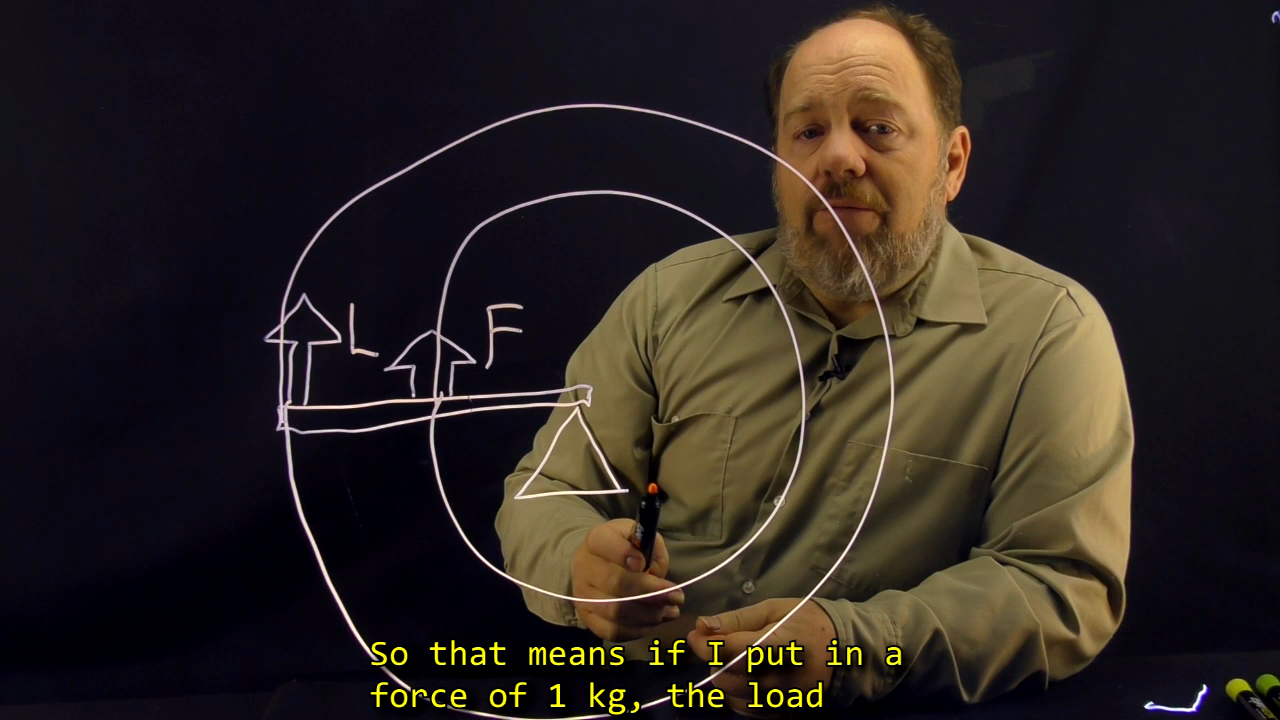 L
F
So that means if I put in a
force of 1 kg, the load